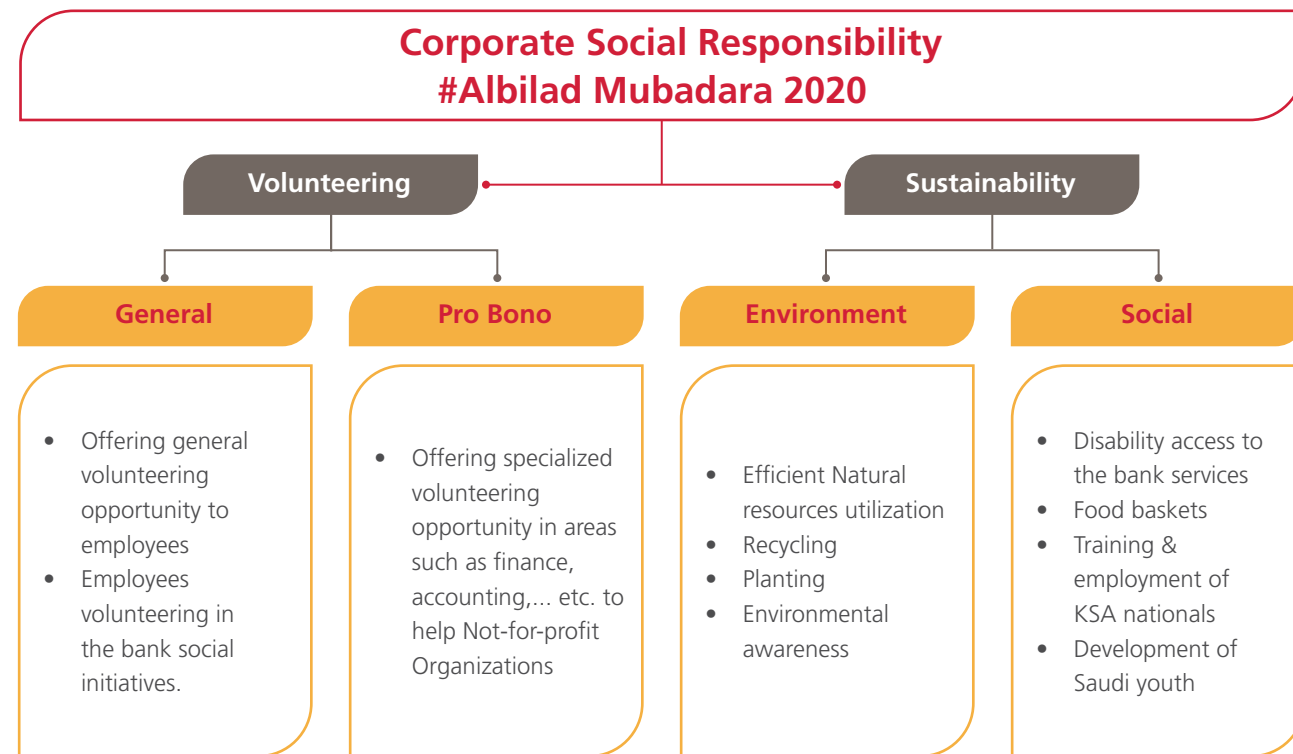 Corporate Social Responsibility
#Albilad Mubadara 2020
Volunteering
Sustainability
General
Pro Bono
Environment
Social
• Offering general
volunteering
opportunity to
employees
• Employees
volunteering in
the bank social
initiatives.
• Offering specialized
volunteering
opportunity in areas
such as finance,
accounting,... etc. to
help Not-for-profit
Organizations
• Efficient Natural
resources utilization
• Recycling
• Planting
• Environmental
awareness
• Disability access to
the bank services
• Food baskets
• Training &
employment of
KSA nationals
• Development of
Saudi youth